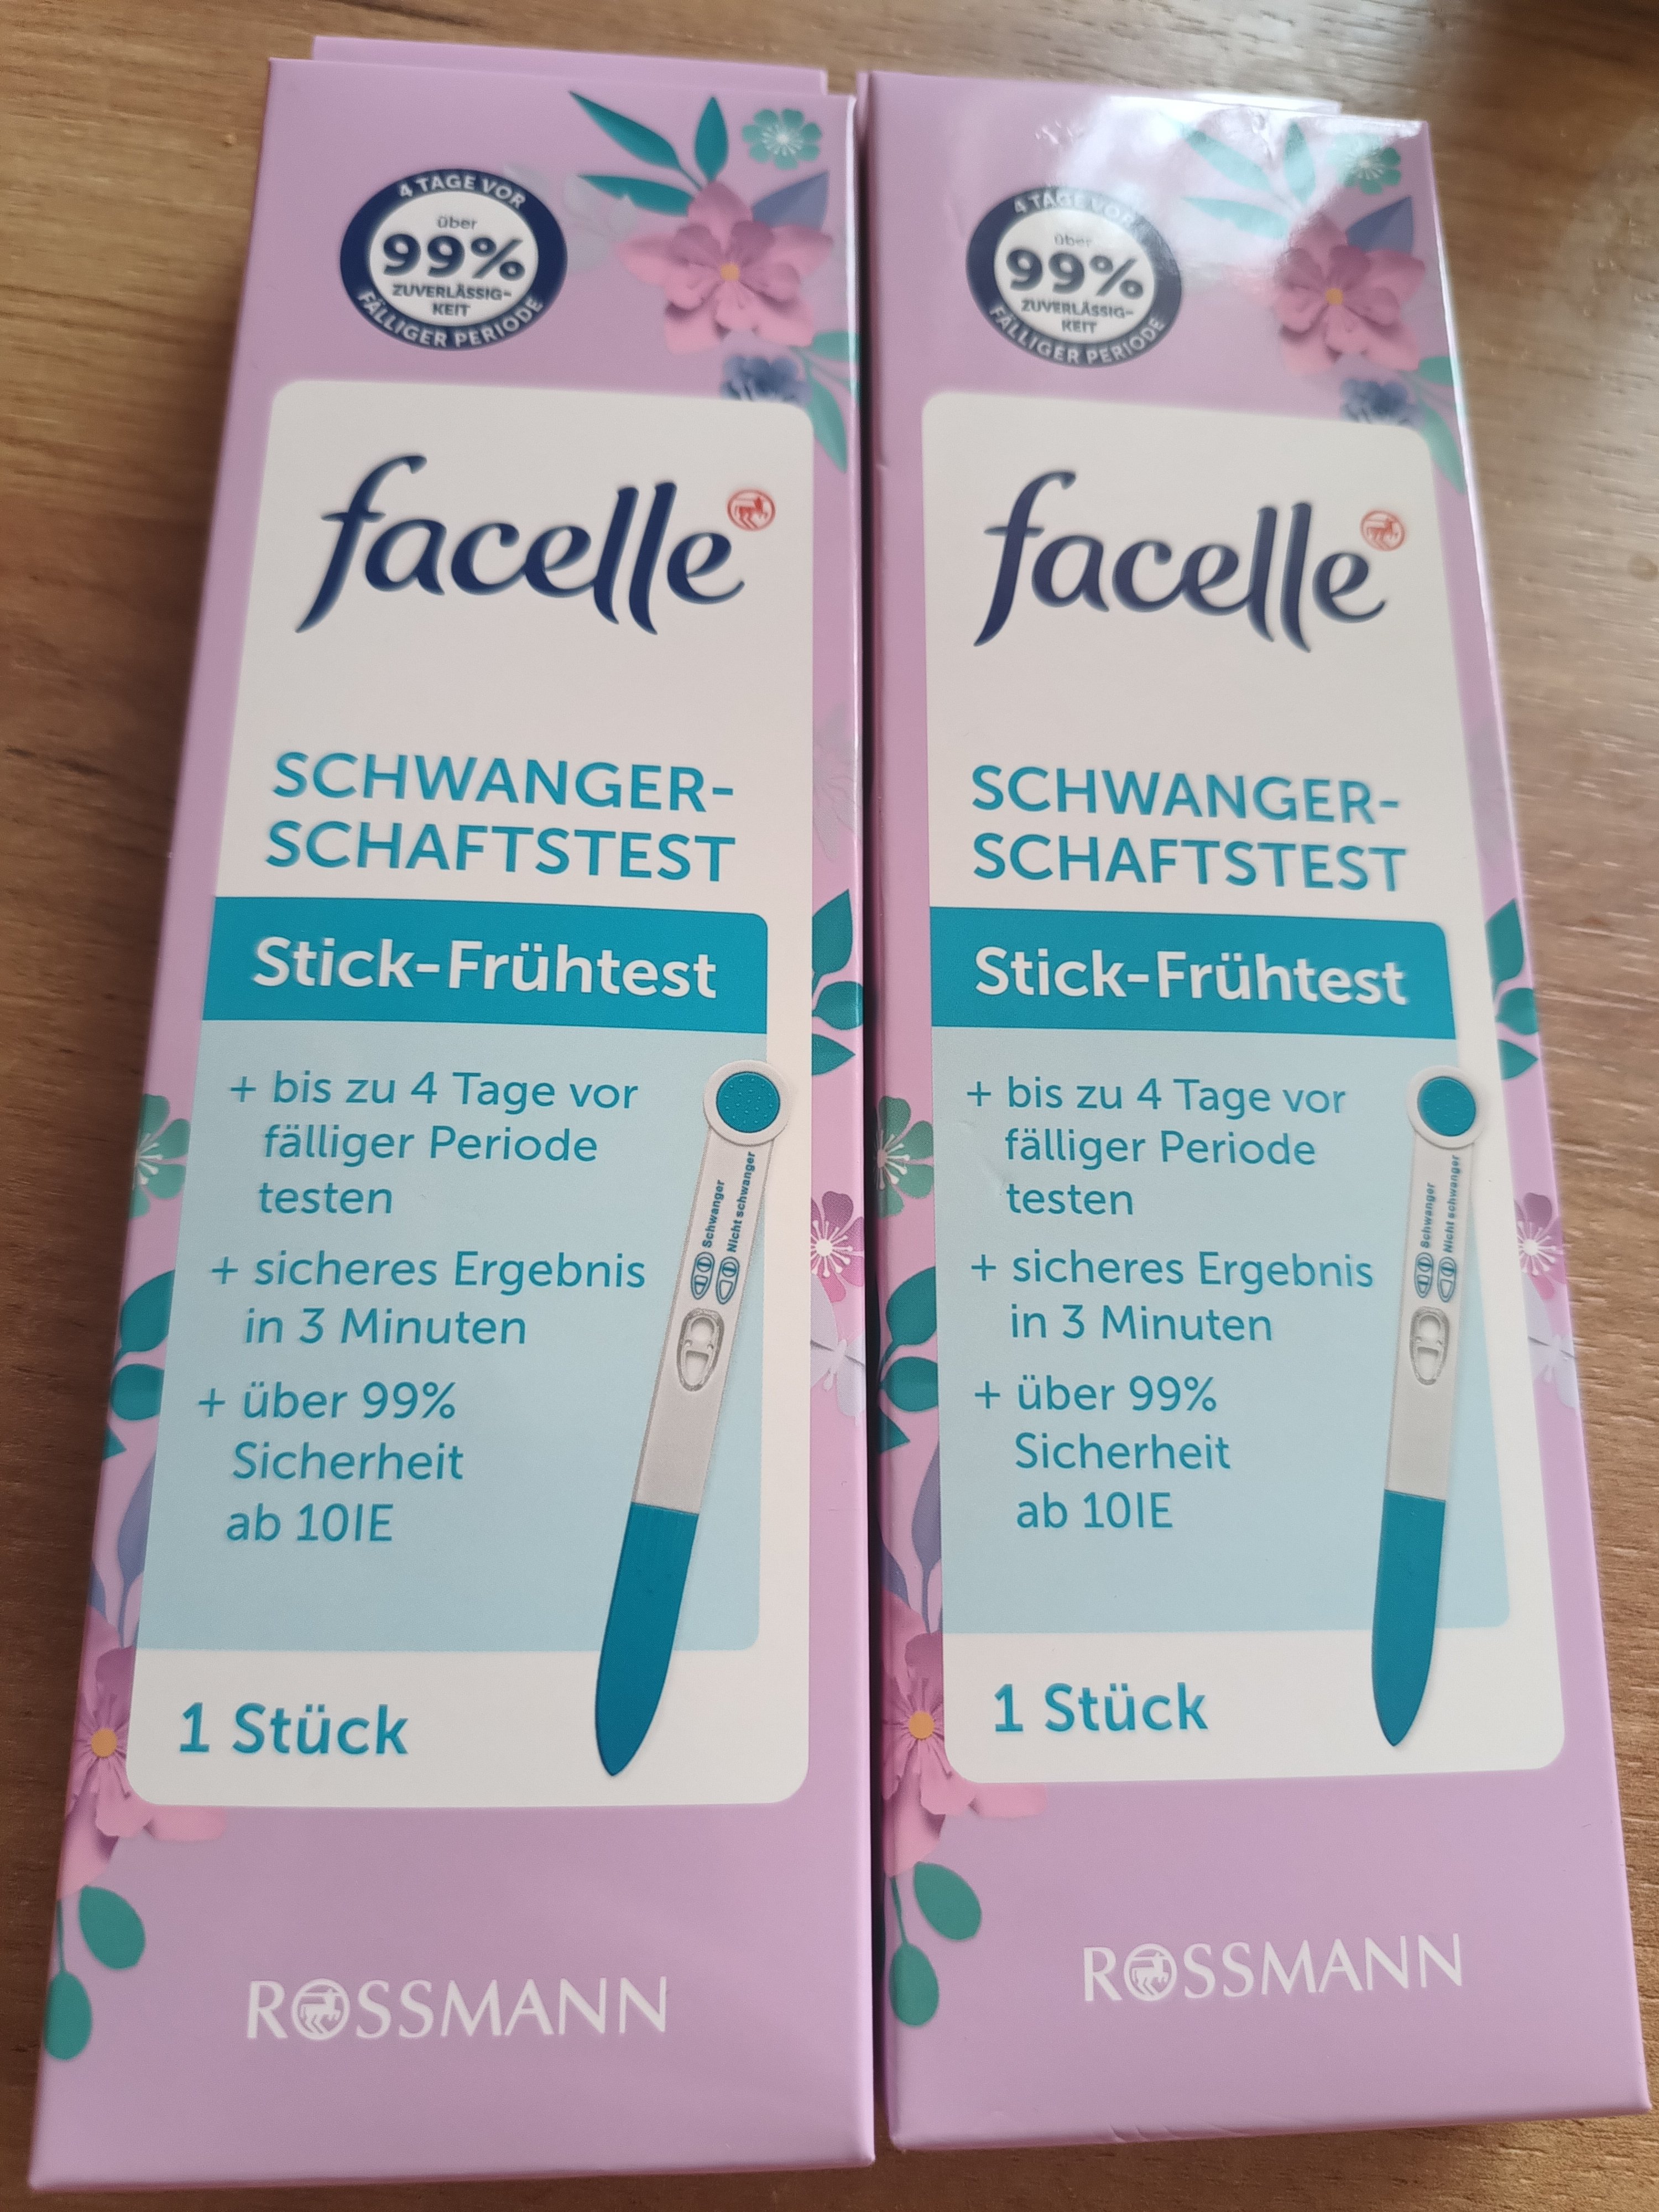 4 TAGE VOR
über
99%
ZUVERLÄSSIG-
KEIT
FÄLLIGER PERIODE
facelle
SCHWANGER-
SCHAFTSTEST
Stick-Frühtest
+ bis zu 4 Tage vor
fälliger Periode
testen
+ sicheres Ergebnis
in 3 Minuten
+ über 99%
Sicherheit
ab 10IE
Schwanger
Nicht schwanger
1 Stück
ROSSMANN
4 TAGE VOR
über
99%
ZUVERLÄSSIG-
KEIT
FÄLLIGER PERIODE
facelle
SCHWANGER-
SCHAFTSTEST
Stick-Frühtest
+ bis zu 4 Tage vor
fälliger Periode
testen
+ sicheres Ergebnis
in 3 Minuten
+ über 99%
Sicherheit
ab 10IE
Schwanger
Nicht schwanger
1 Stück
ROSSMANN